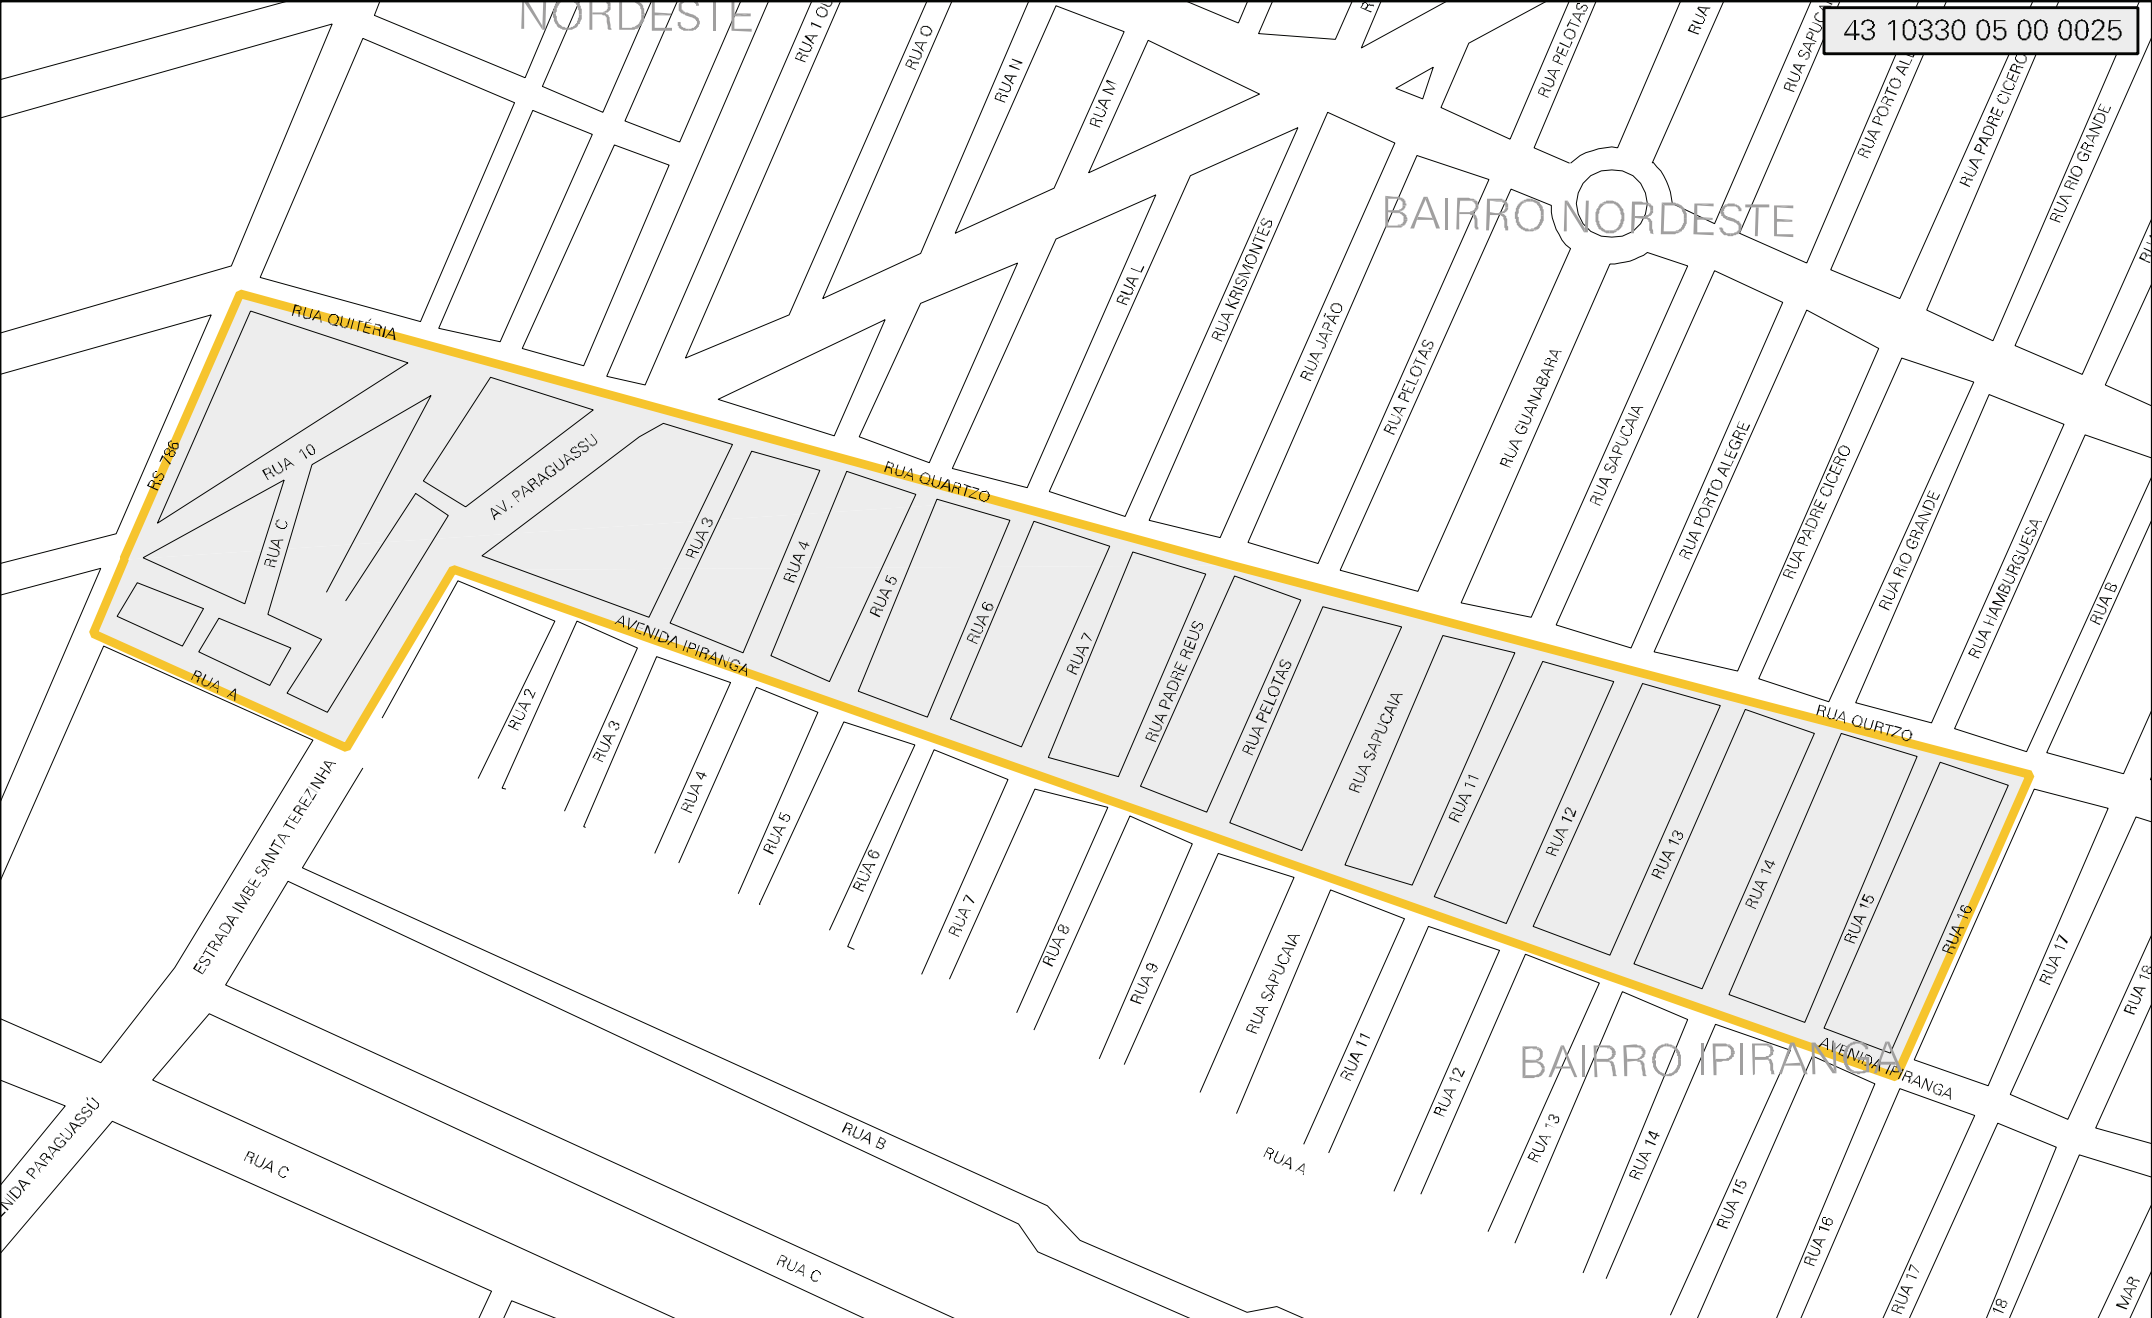 NORDESTE
43 10330 05 00 0025
RUA O
RUA N
RUA M
RUA PELOTAS
RUA
RUA PADRE CICERO
RUA RIO GRANDE
BAIRRO NORDESTE
RUA QUITÉRIA
RUA L
RUA KRISMONTES
RUA JAPÃO
RUA PELOTAS
RUA GUANABARA
RUA SAPUCAIA
RUA PORTO ALEGRE
RUA PADRE CICERO
RUA RIO GRANDE
RUA HAMBURGUESA
RUA B
RS 786
RUA 10
RUA C
AV. PARAGUASSU
RUA QUARTZO
RUA 3
RUA 4
RUA 5
RUA 6
RUA 7
RUA PADRE REUS
RUA PELOTAS
RUA SAPUCAIA
RUA 11
RUA 12
RUA 13
RUA 14
RUA 15
RUA 16
RUA QURTZO
RUA 17
RUA 18
RUA A
AVENIDA IPIRANGA
RUA 2
RUA 3
RUA 4
RUA 5
RUA 6
RUA 7
RUA 8
RUA 9
RUA SAPUCAIA
RUA 11
RUA 12
RUA 13
RUA 14
RUA 15
RUA 16
RUA 17
18
MAR
BAIRRO IPIRANGA
AVENIDA IPIRANGA
ESTRADA IMBE SANTA TEREZINHA
NIDA PARAGUASSÚ
RUA B
RUA A
RUA C
RUA C